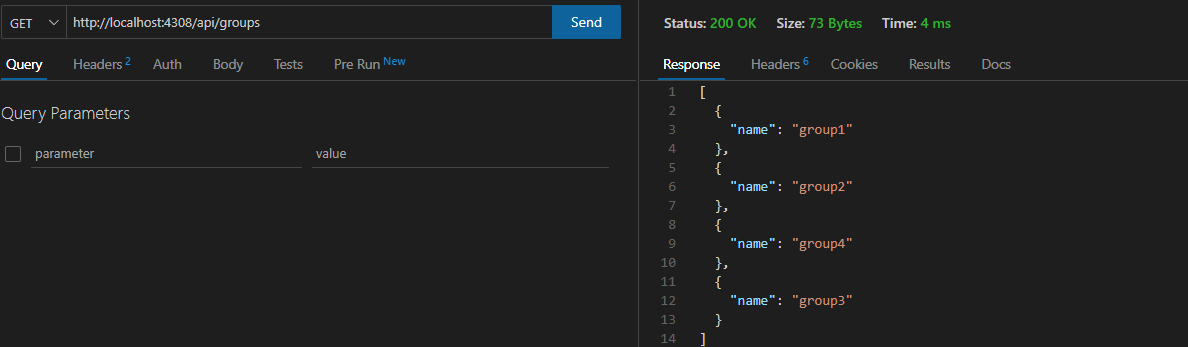 GET http://localhost:4308/api/groups Send
Query Headers 2 Auth Body Tests Pre Run New
Query Parameters
parameter value
Status: 200 OK Size: 73 Bytes Time: 4 ms
Response Headers 6 Cookies Results Docs
1 [
2 {
3 "name": "group1"
4 },
5 {
6 "name": "group2"
7 },
8 {
9 "name": "group4"
10 },
11 {
12 "name": "group3"
13 }
14 ]